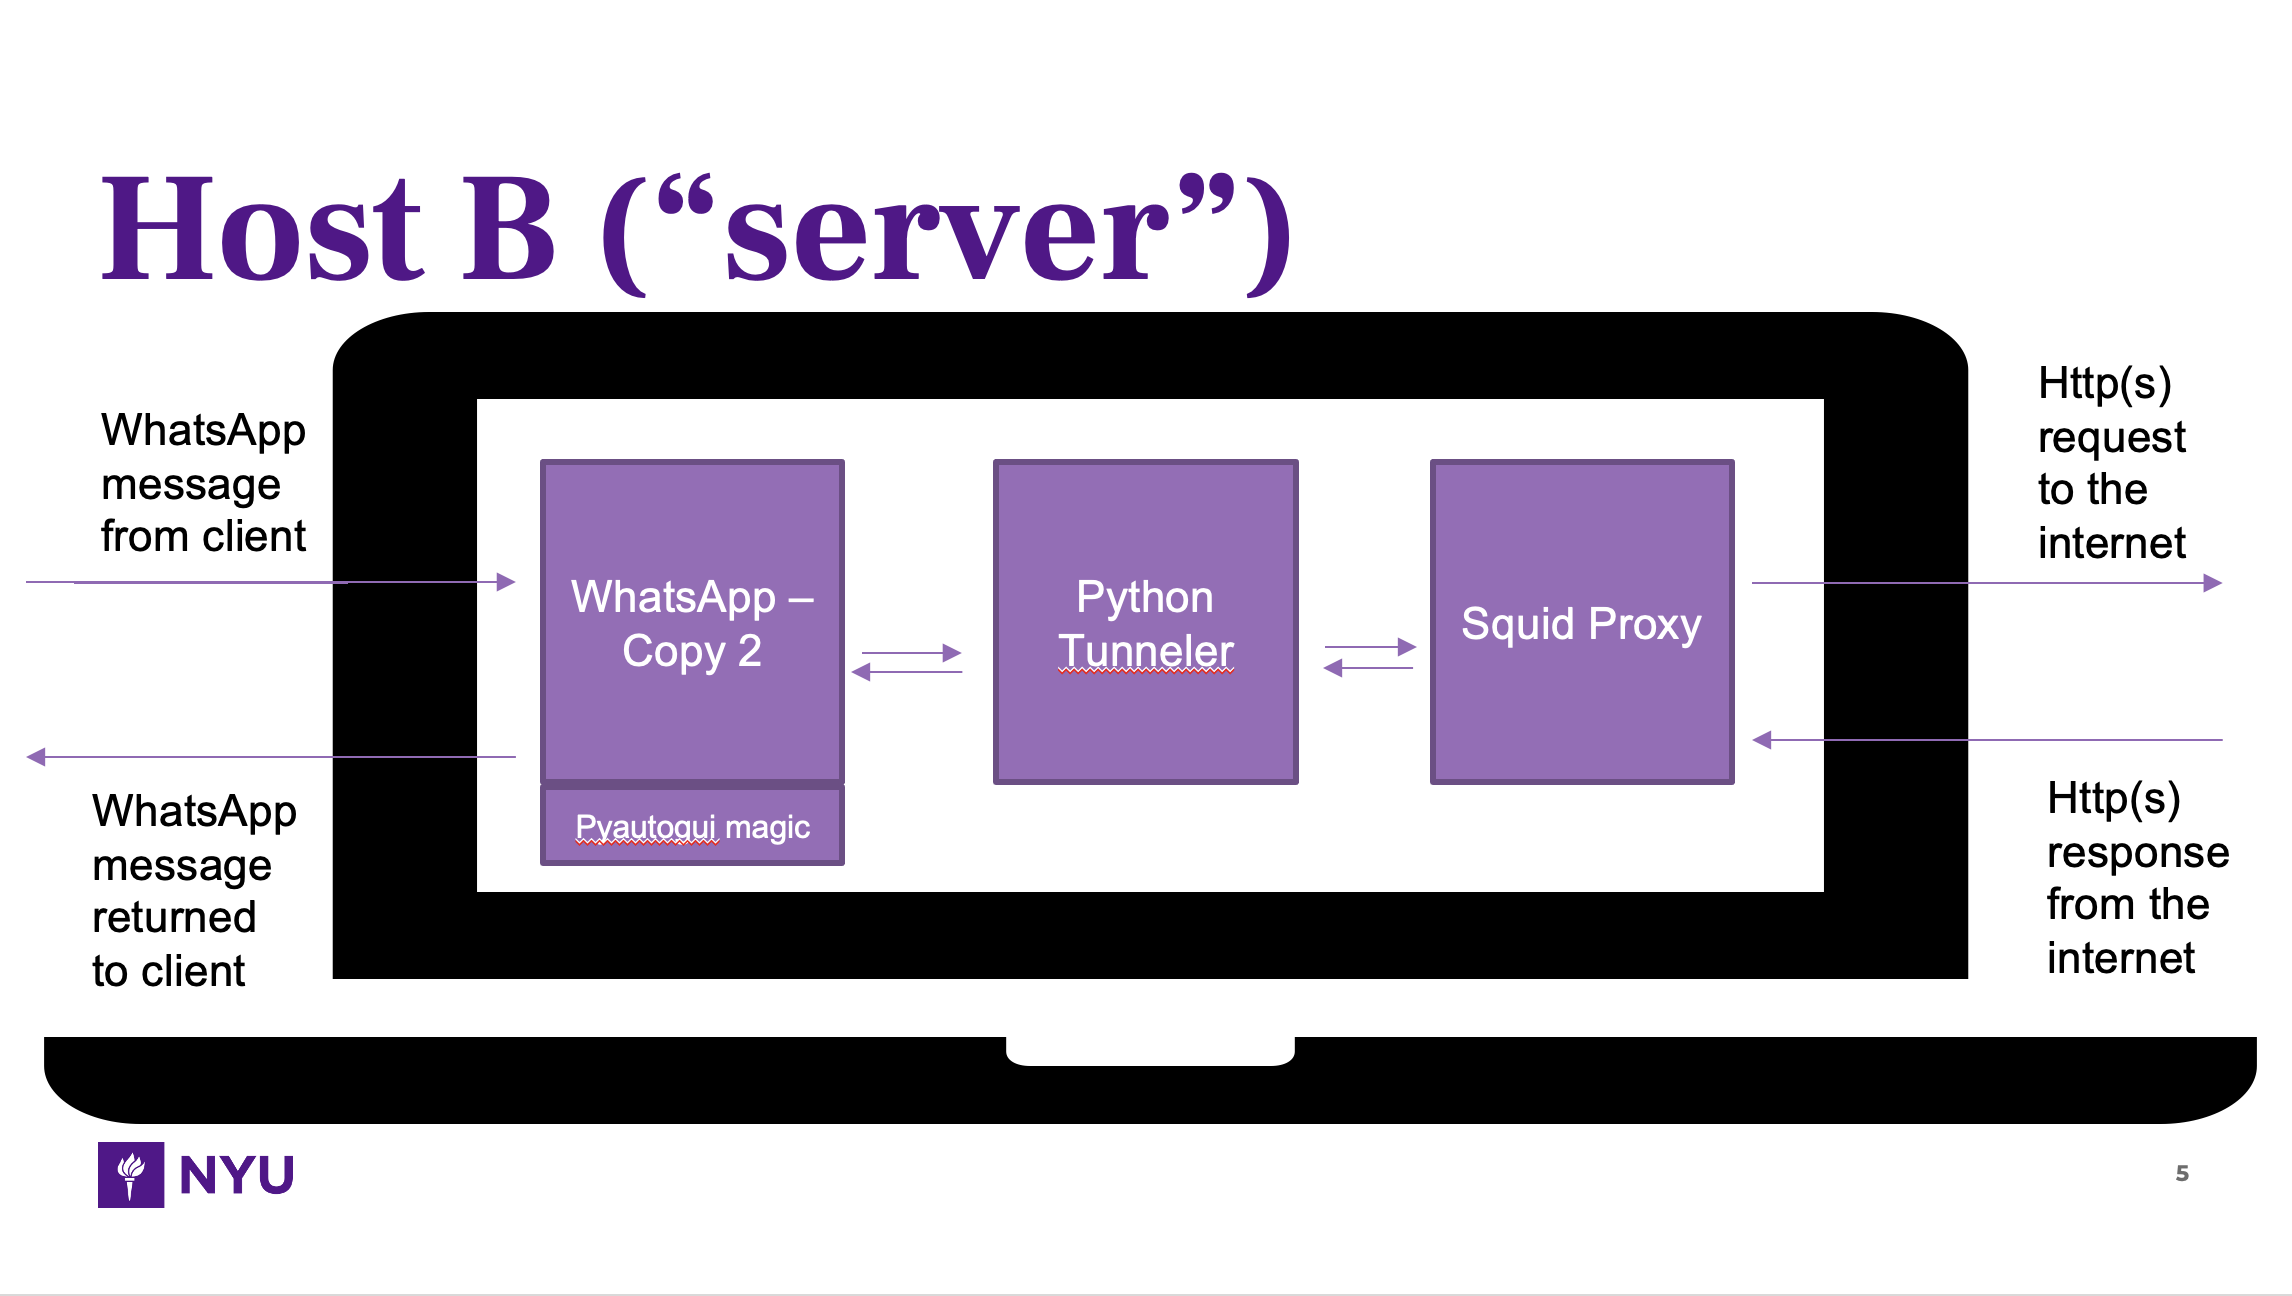 Host B (“server”)
WhatsApp
message
from client
Http(s)
request
to the
internet
WhatsApp –
Copy 2
Python
Tunneler
Squid Proxy
Pyautogui magic
WhatsApp
message
returned
to client
Http(s)
response
from the
internet
NYU
5